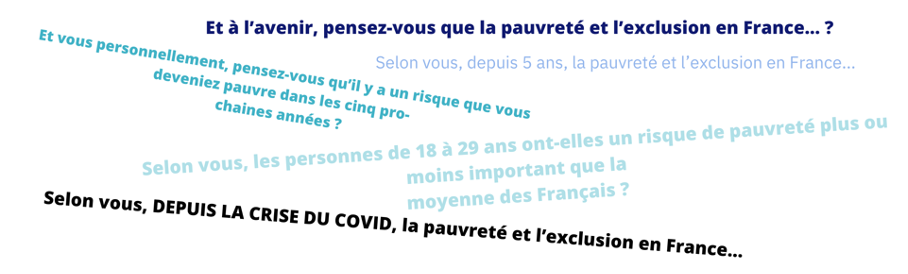 Et à l’avenir, pensez-vous que la pauvreté et l’exclusion en France... ?
Et vous personnellement, pensez-vous qu’il y a un risque que vous
deveniez pauvre dans les cinq pro-
chaines années ?
Selon vous, depuis 5 ans, la pauvreté et l’exclusion en France...
Selon vous, les personnes de 18 à 29 ans ont-elles un risque de pauvreté plus ou
moins important que la
moyenne des Français ?
Selon vous, DEPUIS LA CRISE DU COVID, la pauvreté et l’exclusion en France...